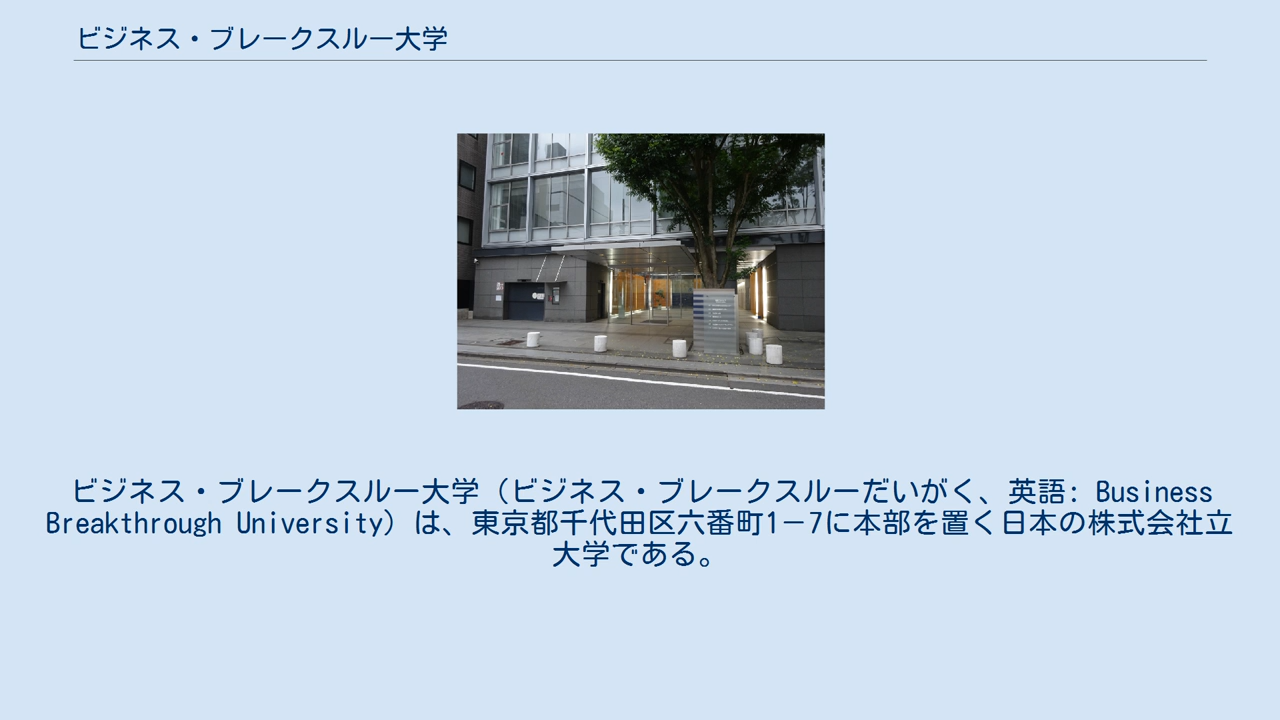 ビジネス・ブレークスルー大学
ビジネス・ブレークスルー大学（ビジネス・ブレークスルーだいがく、英語: Business
Breakthrough University）は、東京都千代田区六番町1－7に本部を置く日本の株式会社立
大学である。